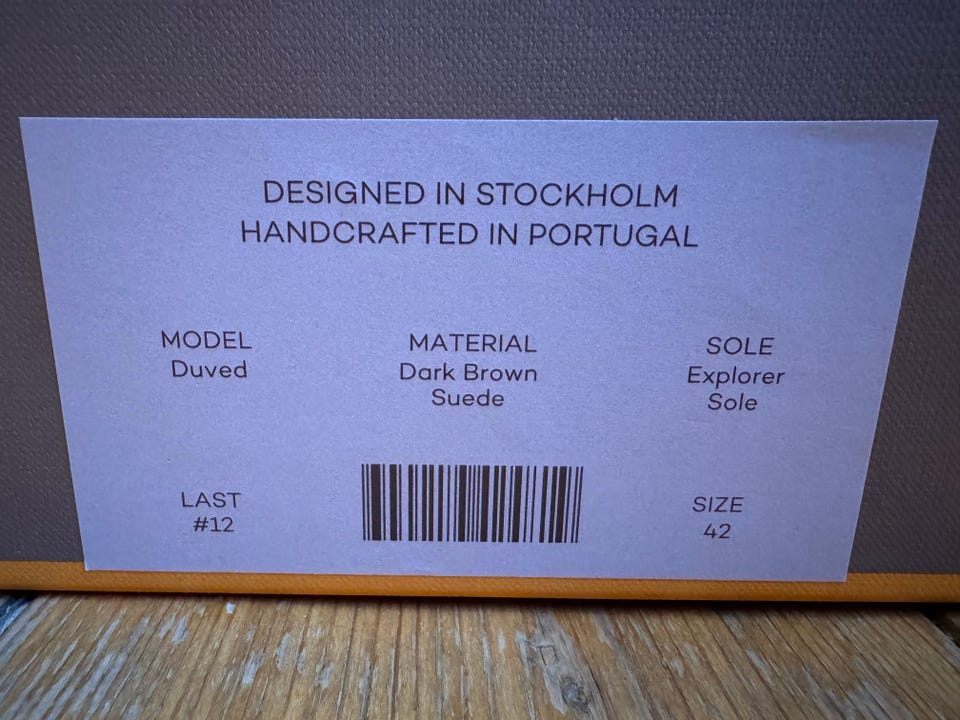 DESIGNED IN STOCKHOLM
HANDCRAFTED IN PORTUGAL
MODEL
Duved
MATERIAL
Dark Brown
Suede
SOLE
Explorer
Sole
LAST
#12
SIZE
42